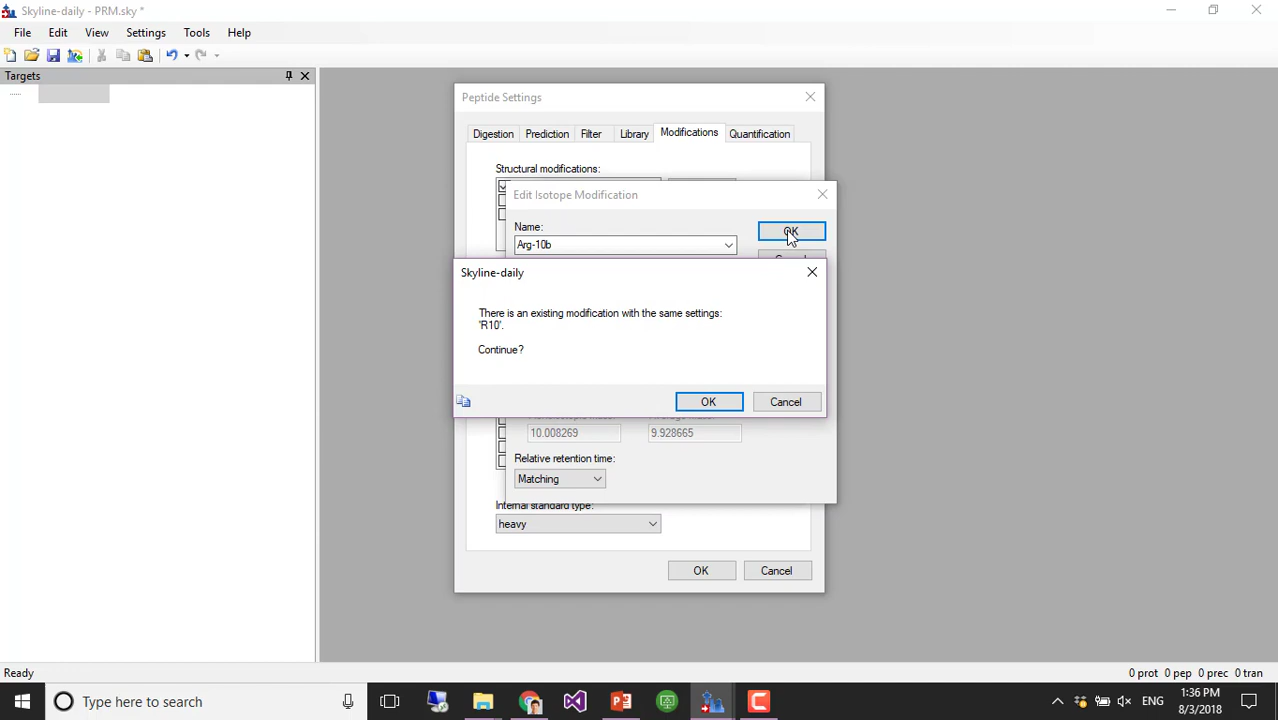 Skyline-daily - PRM.sky *
File Edit View Settings Tools Help
Targets
Peptide Settings
Digestion Prediction Filter Library Modifications Quantification
Structural modifications:
Edit Isotope Modification
Name:
OK
Arg-10b
Skyline-daily
There is an existing modification with the same settings:
'R10'.
Continue?
OK Cancel
10.008269 9.928665
Relative retention time:
Matching
Internal standard type:
heavy
OK Cancel
Ready 0 prot 0 pep 0 prec 0 tran
Type here to search
ENG
1:36 PM
8/3/2018